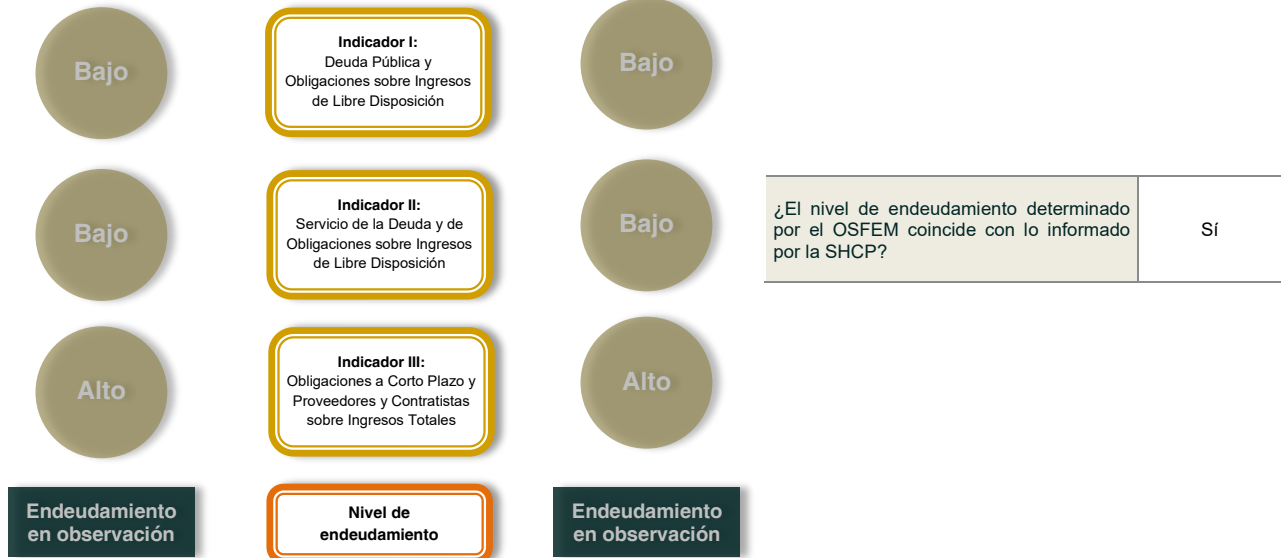 Bajo
Indicador I:
Deuda Pública y
Obligaciones sobre Ingresos
de Libre Disposición
Bajo
Bajo
Indicador II:
Servicio de la Deuda y de
Obligaciones sobre Ingresos
de Libre Disposición
Bajo
¿El nivel de endeudamiento determinado
por el OSFEM coincide con lo informado
por la SHCP?
Sí
Alto
Indicador III:
Obligaciones a Corto Plazo y
Proveedores y Contratistas
sobre Ingresos Totales
Alto
Endeudamiento
en observación
Nivel de
endeudamiento
Endeudamiento
en observación